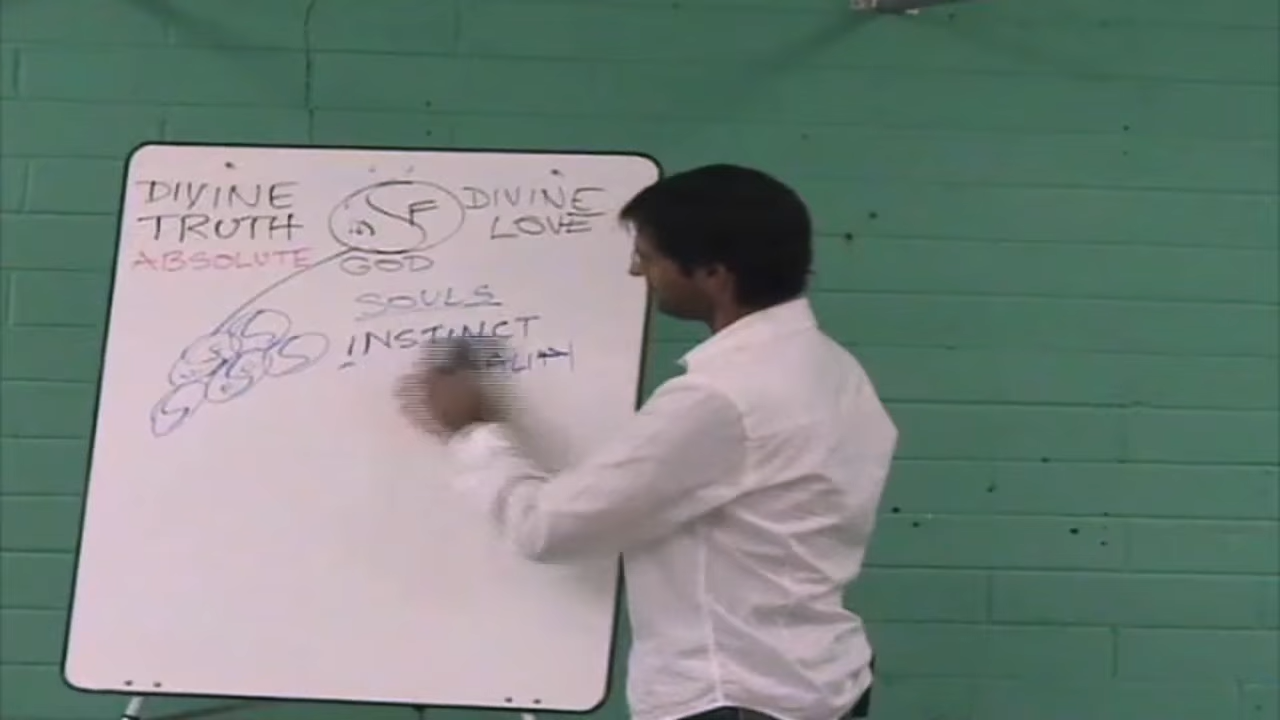 DIVINE
TRUTH
ABSOLUTE
GOD
DIVINE
LOVE
SOULS
INSTINCT
S
S
S
S
S